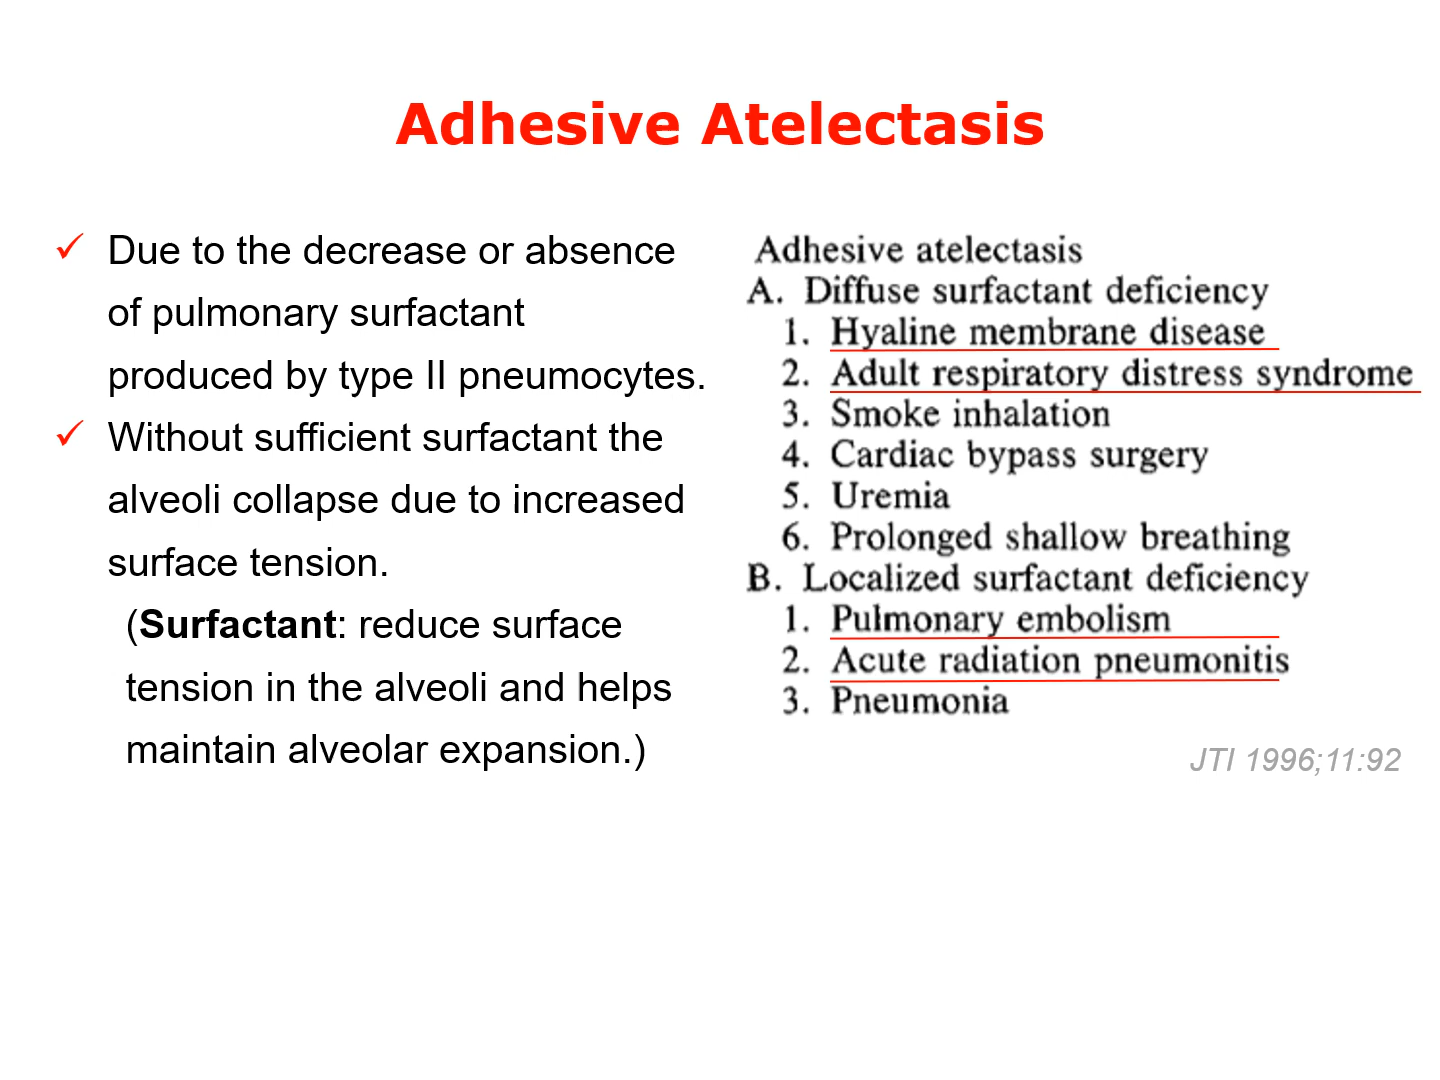 Adhesive Atelectasis
Due to the decrease or absence
of pulmonary surfactant
produced by type II pneumocytes.
Without sufficient surfactant the
alveoli collapse due to increased
surface tension.
(Surfactant: reduce surface
tension in the alveoli and helps
maintain alveolar expansion.)
Adhesive atelectasis
A. Diffuse surfactant deficiency
1. Hyaline membrane disease
2. Adult respiratory distress syndrome
3. Smoke inhalation
4. Cardiac bypass surgery
5. Uremia
6. Prolonged shallow breathing
B. Localized surfactant deficiency
1. Pulmonary embolism
2. Acute radiation pneumonitis
3. Pneumonia
JTI 1996;11:92